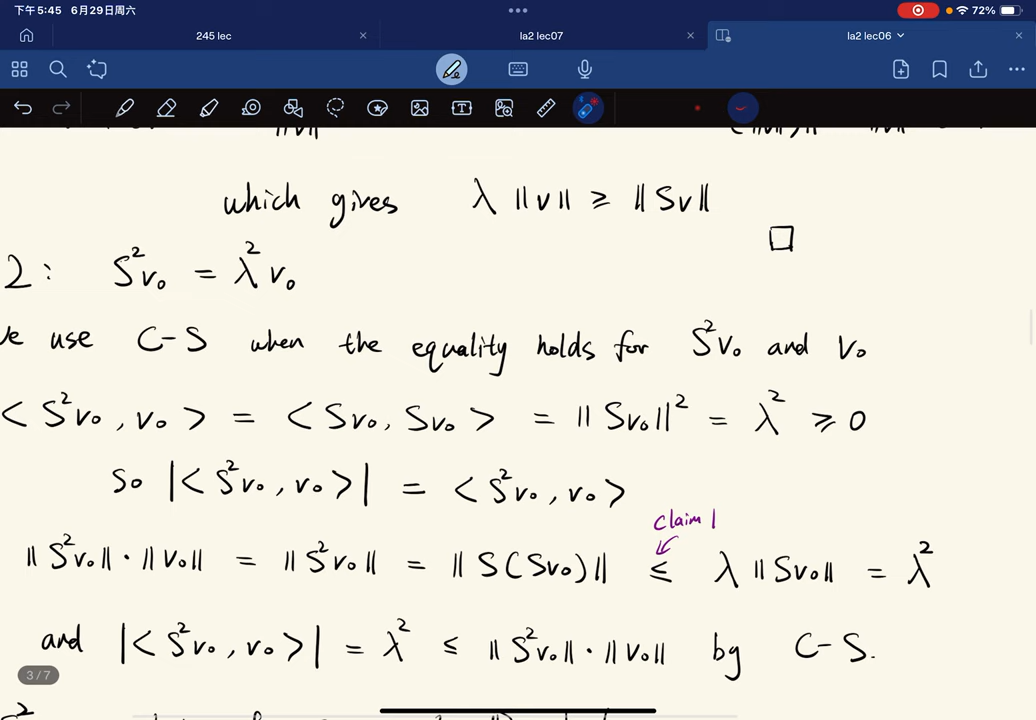 下午5:45 6月29日周六
72%
245 lec
la2 lec07
la2 lec06
which gives λ ||v|| ≥ ||Sv||
2: S²v₀ = λ²v₀
use C-S when the equality holds for S²v₀ and v₀
< S²v₀, v₀ > = < Sv₀, Sv₀ > = ||Sv₀||² = λ² ≥ 0
so |< S²v₀, v₀ >| = < S²v₀, v₀ >
claim 1
||S²v₀|| · ||v₀|| = ||S²v₀|| = ||S(Sv₀)|| ≤ λ ||Sv₀|| = λ²
and |< S²v₀, v₀ >| = λ² ≤ ||S²v₀|| · ||v₀|| by C-S.
3/7